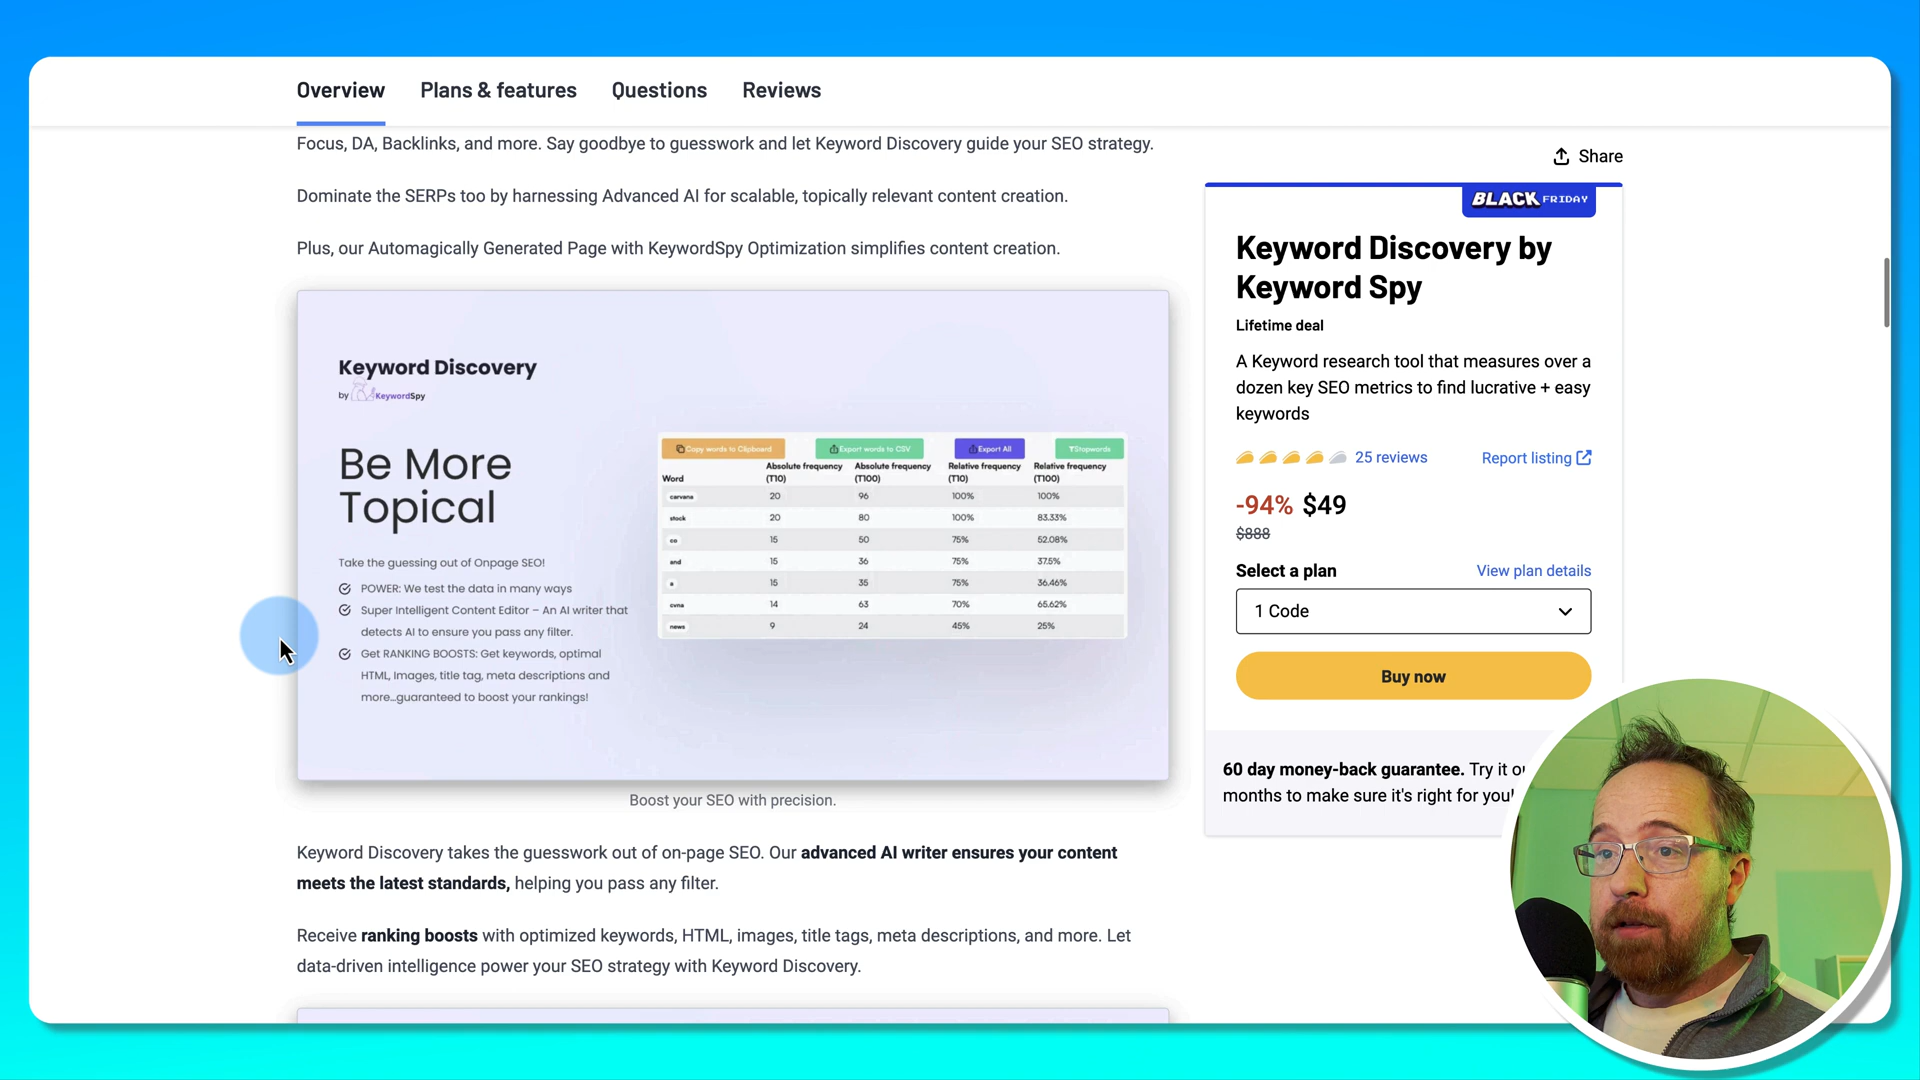 Overview Plans & features Questions Reviews
Focus, DA, Backlinks, and more. Say goodbye to guesswork and let Keyword Discovery guide your SEO strategy.
Dominate the SERPs too by harnessing Advanced AI for scalable, topically relevant content creation.
Plus, our Automagically Generated Page with KeywordSpy Optimization simplifies content creation.
Keyword Discovery
by KeywordSpy
Be More
Topical
Take the guessing out of Onpage SEO!
POWER: We test the data in many ways
Super Intelligent Content Editor – An AI writer that
detects AI to ensure you pass any filter.
Get RANKING BOOSTS: Get keywords, optimal
HTML, Images, title tag, meta descriptions and
more...guaranteed to boost your rankings!
Copy words to Clipboard Export words to CSV Export All Stopwords
Word Absolute frequency (T10) Absolute frequency (T100) Relative frequency (T10) Relative frequency (T100)
carvana 20 96 100% 100%
stock 20 80 100% 83.33%
co 15 50 75% 52.08%
and 15 36 75% 37.5%
a 15 35 75% 36.46%
cvna 14 63 70% 65.62%
news 9 24 45% 25%
Boost your SEO with precision.
Keyword Discovery takes the guesswork out of on-page SEO. Our advanced AI writer ensures your content
meets the latest standards, helping you pass any filter.
Receive ranking boosts with optimized keywords, HTML, images, title tags, meta descriptions, and more. Let
data-driven intelligence power your SEO strategy with Keyword Discovery.
Share
BLACK FRIDAY
Keyword Discovery by
Keyword Spy
Lifetime deal
A Keyword research tool that measures over a
dozen key SEO metrics to find lucrative + easy
keywords
25 reviews Report listing
-94% $49
$888
Select a plan View plan details
1 Code
Buy now
60 day money-back guarantee. Try it
months to make sure it's right for you!